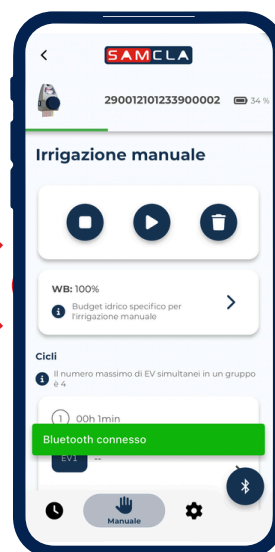 SAMCLA
290012101233900002 34 %
Irrigazione manuale
WB: 100%
Budget idrico specifico per
l'irrigazione manuale
Cicli
Il numero massimo di EV simultanei in un gruppo
è 4
1 00h 1min
Bluetooth connesso
EV1 --
Manuale